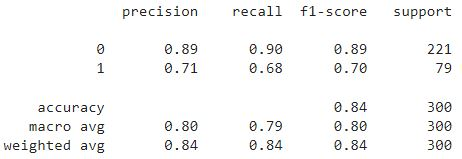 precision recall f1-score support
0 0.89 0.90 0.89 221
1 0.71 0.68 0.70 79
accuracy 0.84 300
macro avg 0.80 0.79 0.80 300
weighted avg 0.84 0.84 0.84 300